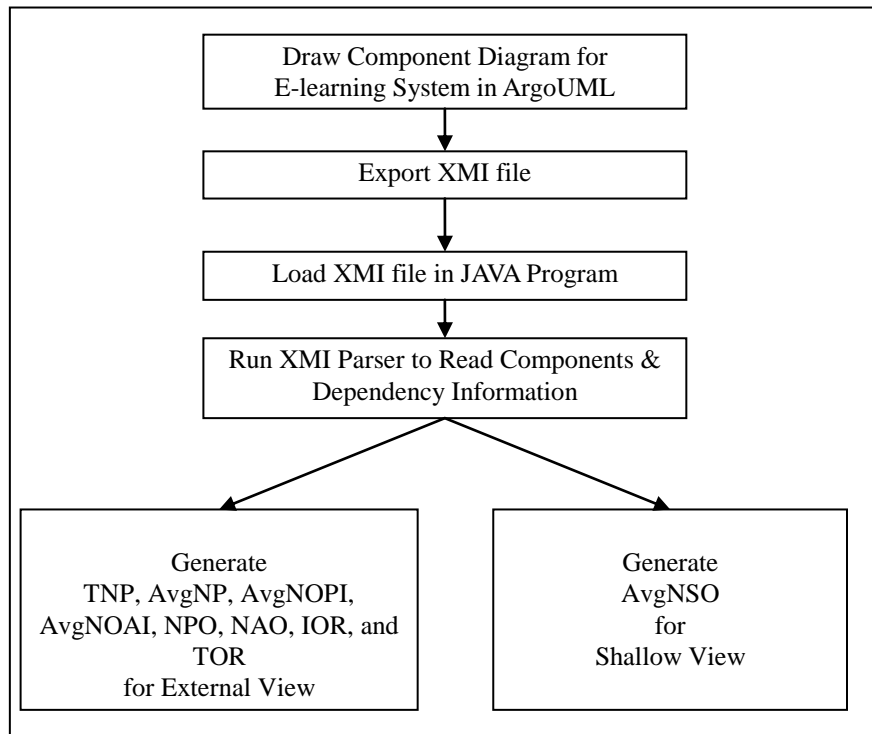 Draw Component Diagram for
E-learning System in ArgoUML
Export XMI file
Load XMI file in JAVA Program
Run XMI Parser to Read Components &
Dependency Information
Generate
TNP, AvgNP, AvgNOPI,
AvgNOAI, NPO, NAO, IOR, and
TOR
for External View
Generate
AvgNSO
for
Shallow View